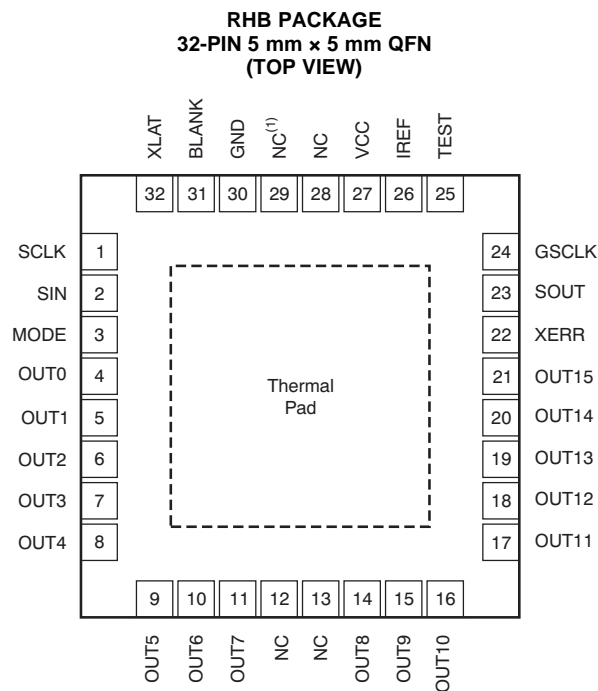 RHB PACKAGE
32-PIN 5 mm × 5 mm QFN
(TOP VIEW)
XLAT BLANK GND NC(1) NC VCC IREF TEST
32 31 30 29 28 27 26 25
SCLK 1 24 GSCLK
SIN 2 23 SOUT
MODE 3 22 XERR
OUT0 4 21 OUT15
OUT1 5 20 OUT14
OUT2 6 19 OUT13
OUT3 7 18 OUT12
OUT4 8 17 OUT11
Thermal
Pad
9 10 11 12 13 14 15 16
OUT5 OUT6 OUT7 NC NC OUT8 OUT9 OUT10